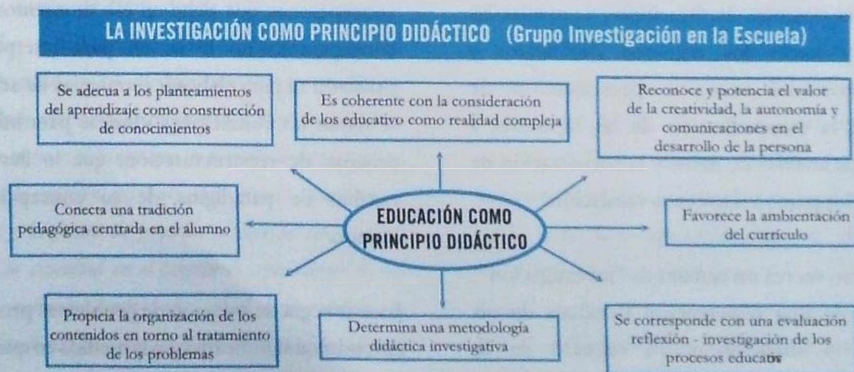 LA INVESTIGACIÓN COMO PRINCIPIO DIDÁCTICO (Grupo Investigación en la Escuela)
Se adecua a los planteamientos
del aprendizaje como construcción
de conocimientos
Es coherente con la consideración
de los educativo como realidad compleja
Reconoce y potencia el valor
de la creatividad, la autonomía y
comunicaciones en el
desarrollo de la persona
Conecta una tradición
pedagógica centrada en el alumno
EDUCACIÓN COMO
PRINCIPIO DIDÁCTICO
Favorece la ambientación
del currículo
Propicia la organización de los
contenidos en torno al tratamiento
de los problemas
Determina una metodología
didáctica investigativa
Se corresponde con una evaluación
reflexión - investigación de los
procesos educatios